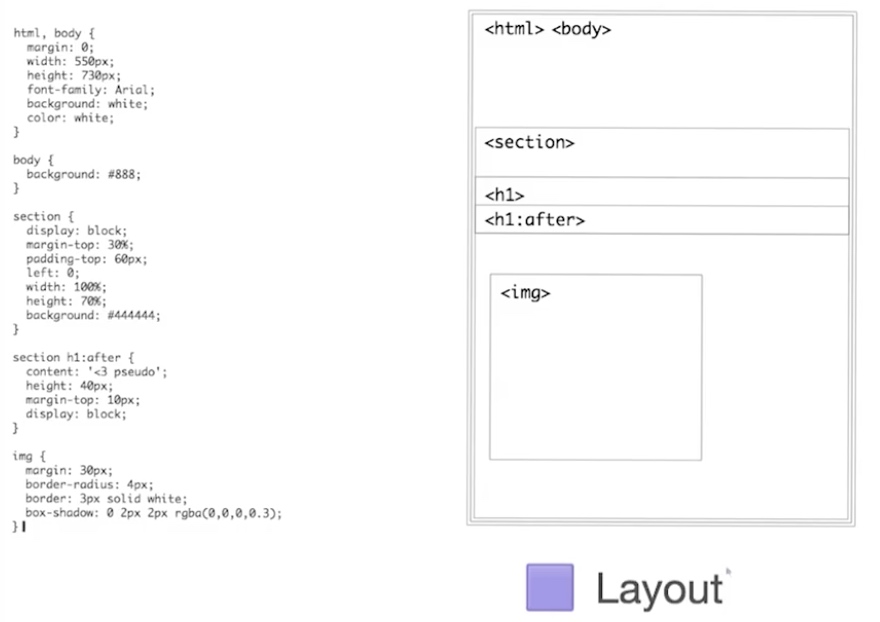 html, body {
margin: 0;
width: 550px;
height: 730px;
font-family: Arial;
background: white;
color: white;
}
body {
background: #888;
}
section {
display: block;
margin-top: 30%;
padding-top: 60px;
left: 0;
width: 100%;
height: 70%;
background: #444444;
}
section h1:after {
content: '<3 pseudo';
height: 40px;
margin-top: 10px;
display: block;
}
img {
margin: 30px;
border-radius: 4px;
border: 3px solid white;
box-shadow: 0 2px 2px rgba(0,0,0,0.3);
}
<html> <body>
<section>
<h1>
<h1:after>
<img>
Layout